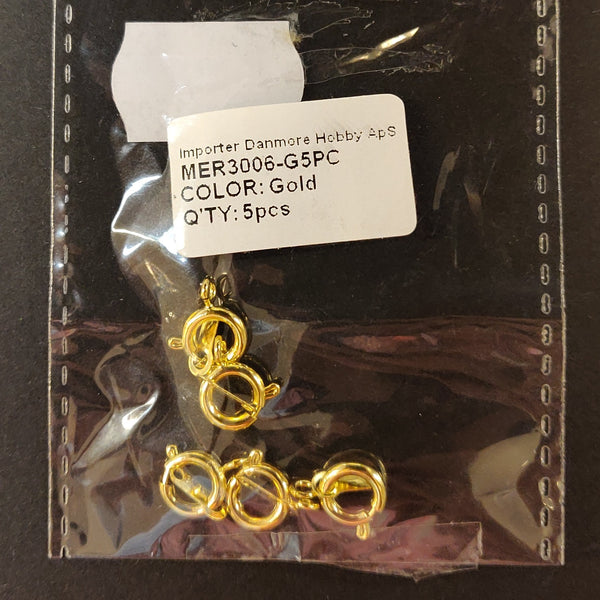 Importer Danmore Hobby ApS
MER3006-G5PC
COLOR: Gold
Q'TY: 5pcs